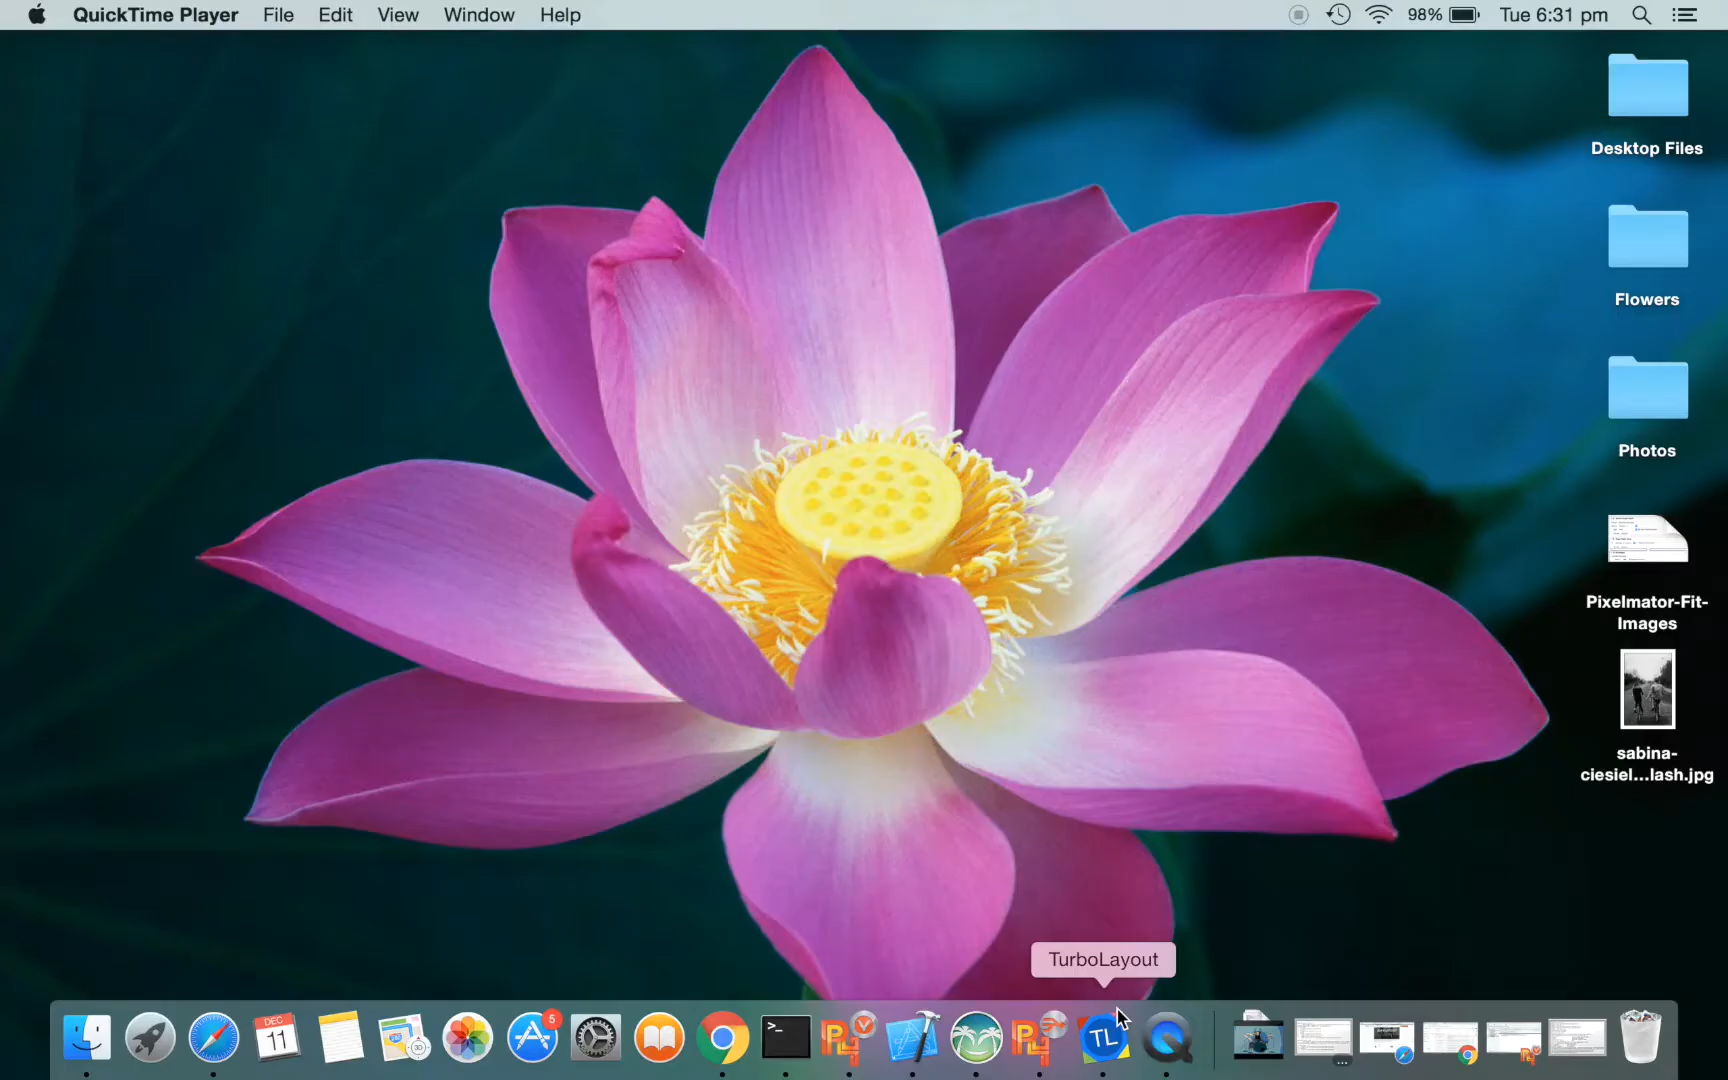 QuickTime Player File Edit View Window Help 98% Tue 6:31 pm
Desktop Files
Flowers
Photos
Pixelmator-Fit-
Images
sabina-
ciesiel...lash.jpg
TurboLayout
DEC
11
5
>_
TL